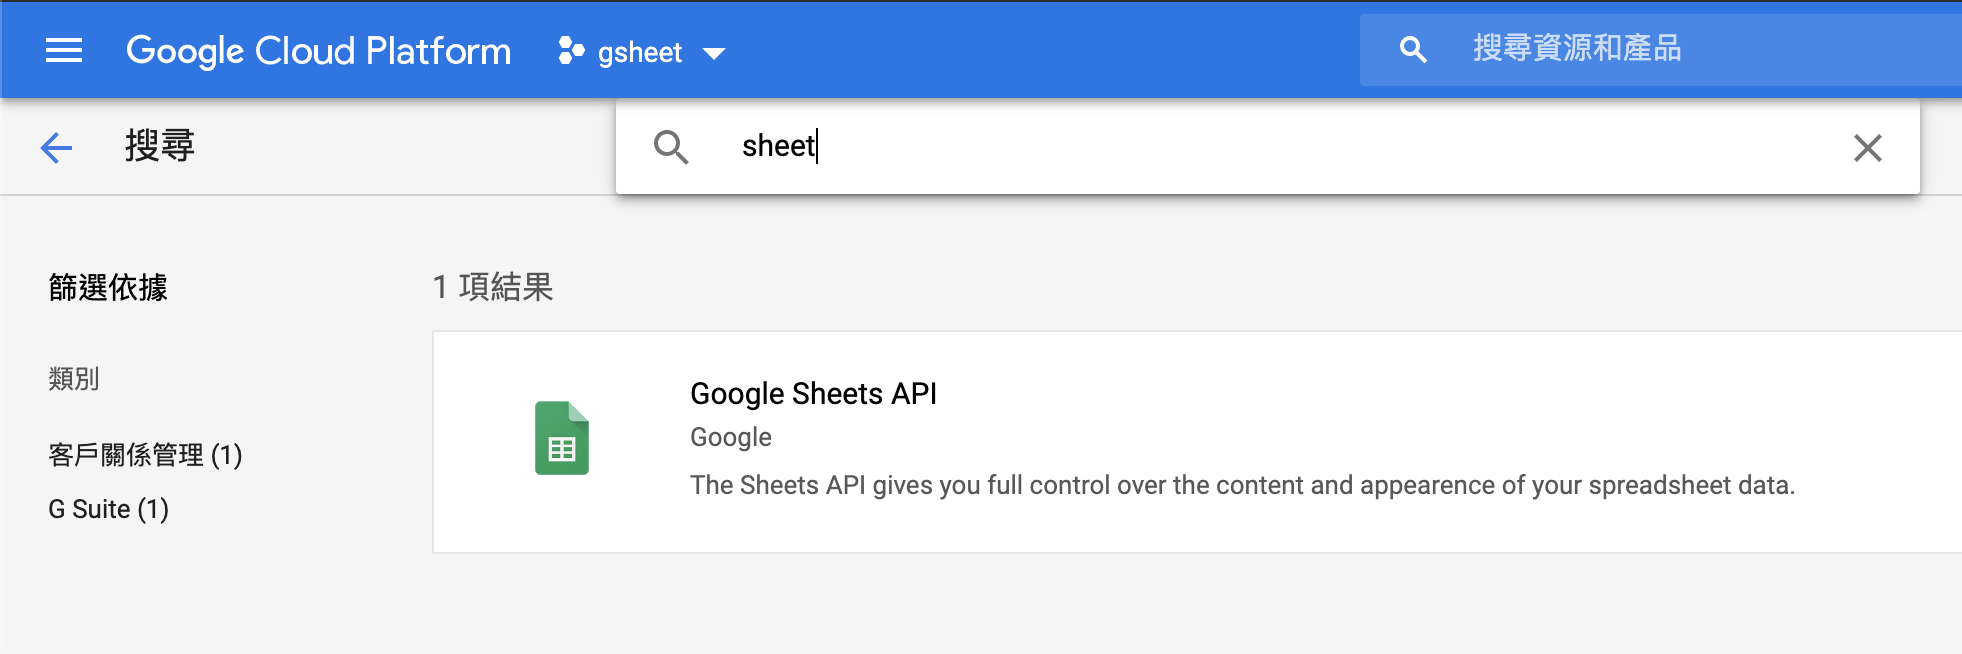 Google Cloud Platform
gsheet
搜尋資源和產品
搜尋
sheet
篩選依據
1 項結果
類別
客戶關係管理 (1)
G Suite (1)
Google Sheets API
Google
The Sheets API gives you full control over the content and appearence of your spreadsheet data.